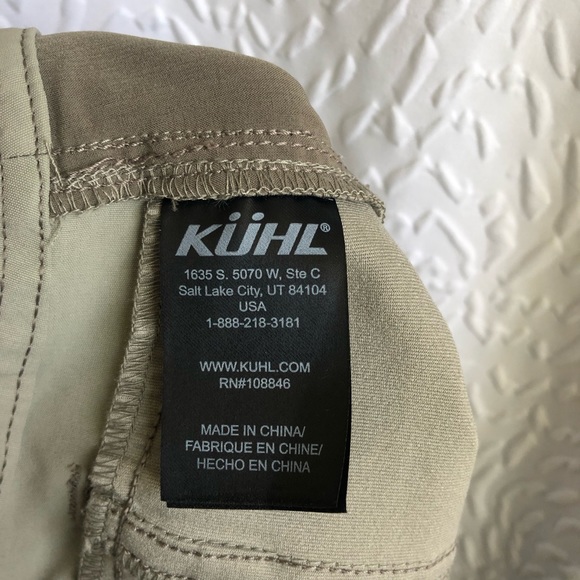 KÜHL®
1635 S. 5070 W, Ste C
Salt Lake City, UT 84104
USA
1-888-218-3181
WWW.KUHL.COM
RN#108846
MADE IN CHINA/
FABRIQUE EN CHINE/
HECHO EN CHINA